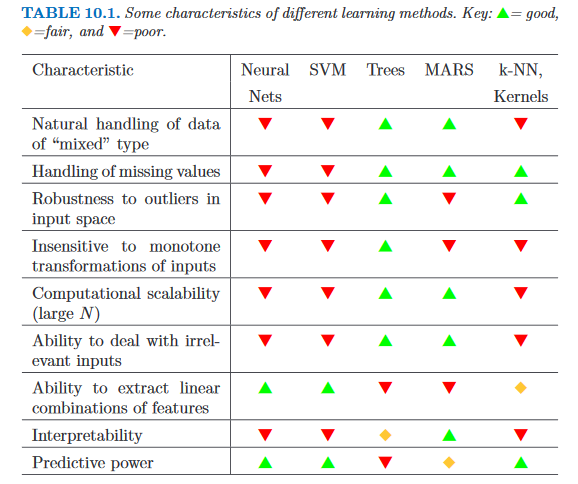 TABLE 10.1. Some characteristics of different learning methods. Key: ▲= good,
◆=fair, and ▼=poor.
Characteristic Neural SVM Trees MARS k-NN,
Nets Kernels
Natural handling of data ▼ ▼ ▲ ▲ ▼
of “mixed” type
Handling of missing values ▼ ▼ ▲ ▲ ▲
Robustness to outliers in ▼ ▼ ▲ ▼ ▲
input space
Insensitive to monotone ▼ ▼ ▲ ▼ ▼
transformations of inputs
Computational scalability ▼ ▼ ▲ ▲ ▼
(large N)
Ability to deal with irrel- ▼ ▼ ▲ ▲ ▼
evant inputs
Ability to extract linear ▲ ▲ ▼ ▼ ◆
combinations of features
Interpretability ▼ ▼ ◆ ▲ ▼
Predictive power ▲ ▲ ▼ ◆ ▲